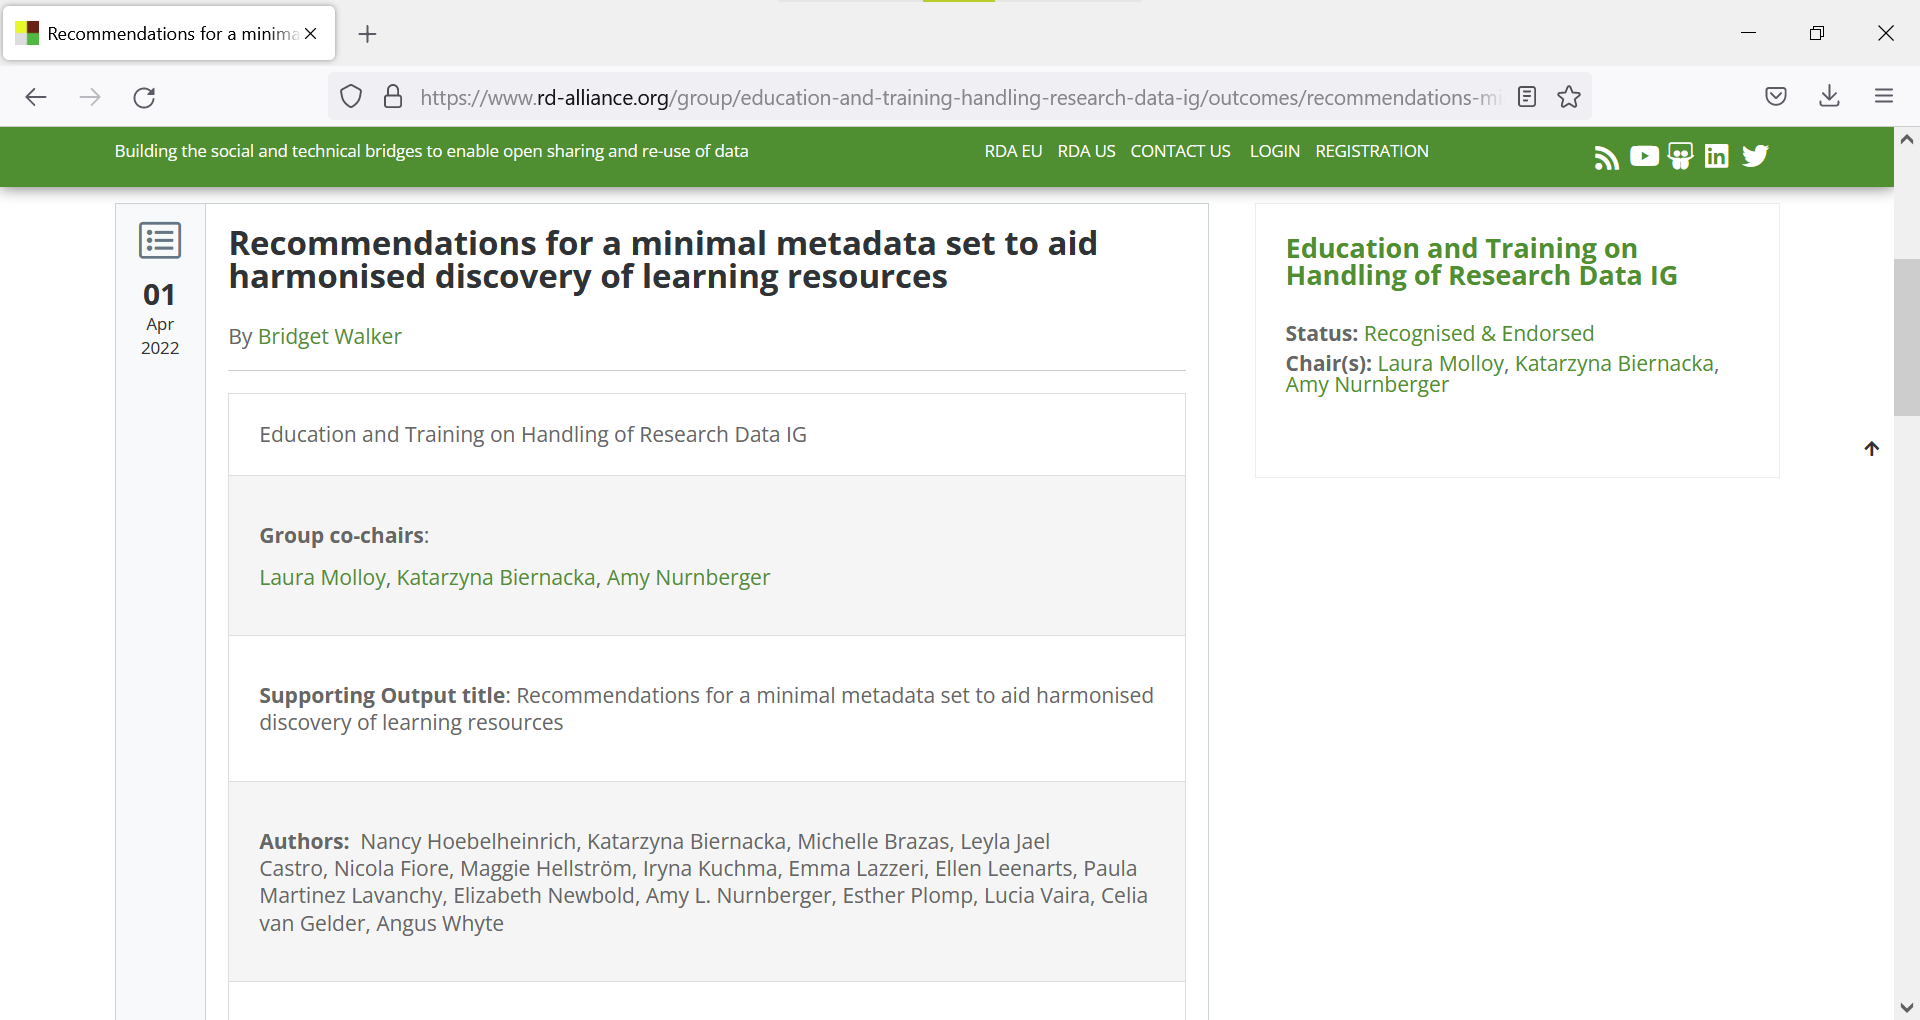 Recommendations for a minima
https://www.rd-alliance.org/group/education-and-training-handling-research-data-ig/outcomes/recommendations-mi
Building the social and technical bridges to enable open sharing and re-use of data
RDA EU RDA US CONTACT US LOGIN REGISTRATION
01
Apr
2022
Recommendations for a minimal metadata set to aid
harmonised discovery of learning resources
By Bridget Walker
Education and Training on Handling of Research Data IG
Group co-chairs:
Laura Molloy, Katarzyna Biernacka, Amy Nurnberger
Supporting Output title: Recommendations for a minimal metadata set to aid harmonised
discovery of learning resources
Authors: Nancy Hoebelheinrich, Katarzyna Biernacka, Michelle Brazas, Leyla Jael
Castro, Nicola Fiore, Maggie Hellström, Iryna Kuchma, Emma Lazzeri, Ellen Leenarts, Paula
Martinez Lavanchy, Elizabeth Newbold, Amy L. Nurnberger, Esther Plomp, Lucia Vaira, Celia
van Gelder, Angus Whyte
Education and Training on
Handling of Research Data IG
Status: Recognised & Endorsed
Chair(s): Laura Molloy, Katarzyna Biernacka,
Amy Nurnberger